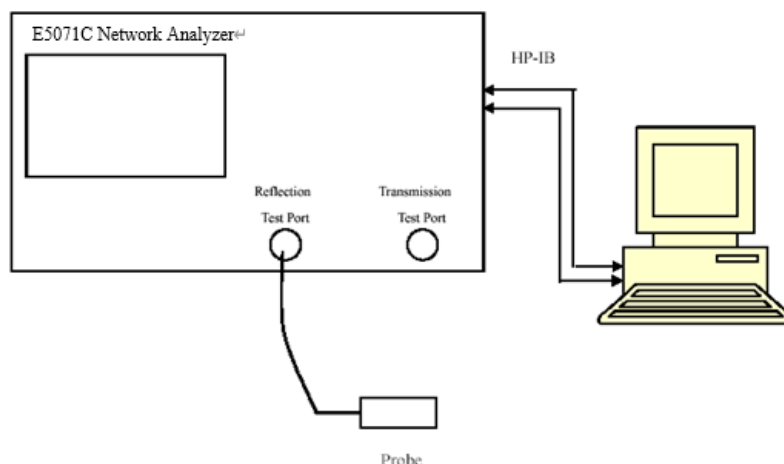 E5071C Network Analyzer↵
HP-IB
Reflection
Test Port
Transmission
Test Port
Probe